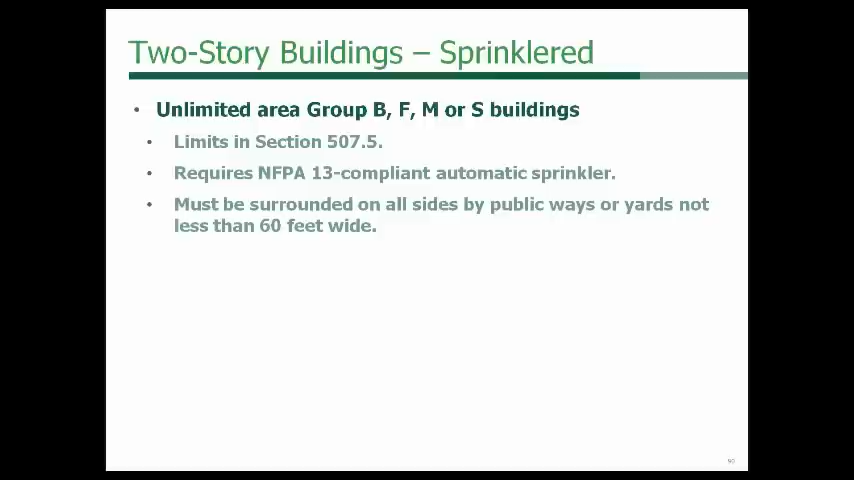 Two-Story Buildings – Sprinklered
• Unlimited area Group B, F, M or S buildings
• Limits in Section 507.5.
• Requires NFPA 13-compliant automatic sprinkler.
• Must be surrounded on all sides by public ways or yards not
less than 60 feet wide.